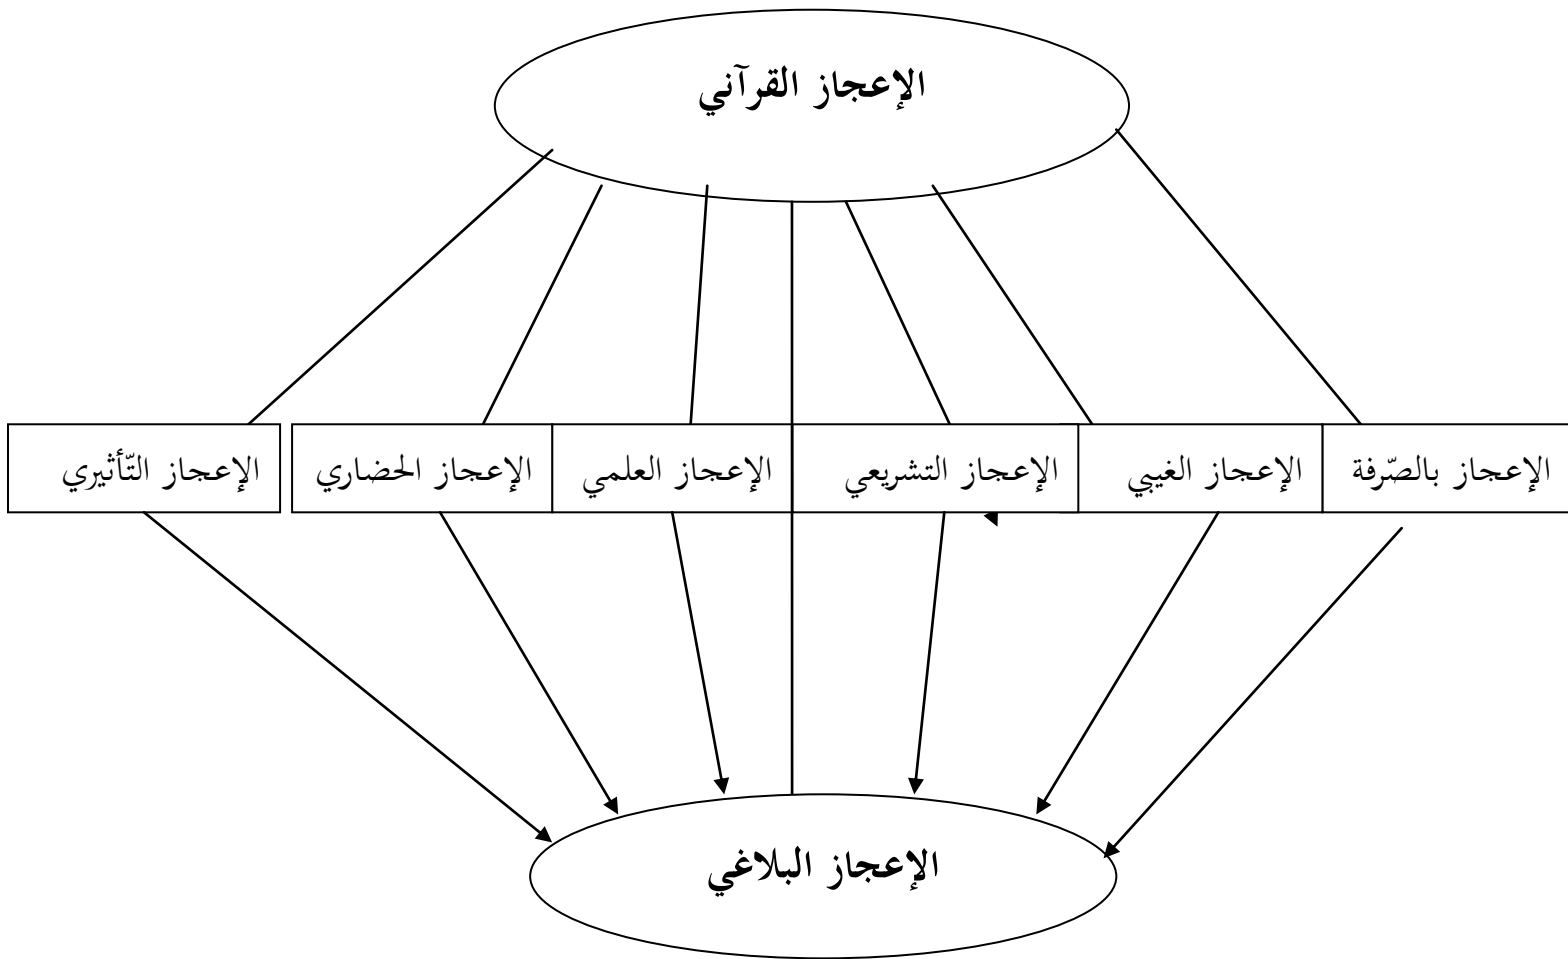 الإعجاز القرآني
الإعجاز بالصّرفة
الإعجاز الغيبي
الإعجاز التشريعي
الإعجاز العلمي
الإعجاز الحضاري
الإعجاز التّأثيري
الإعجاز البلاغي